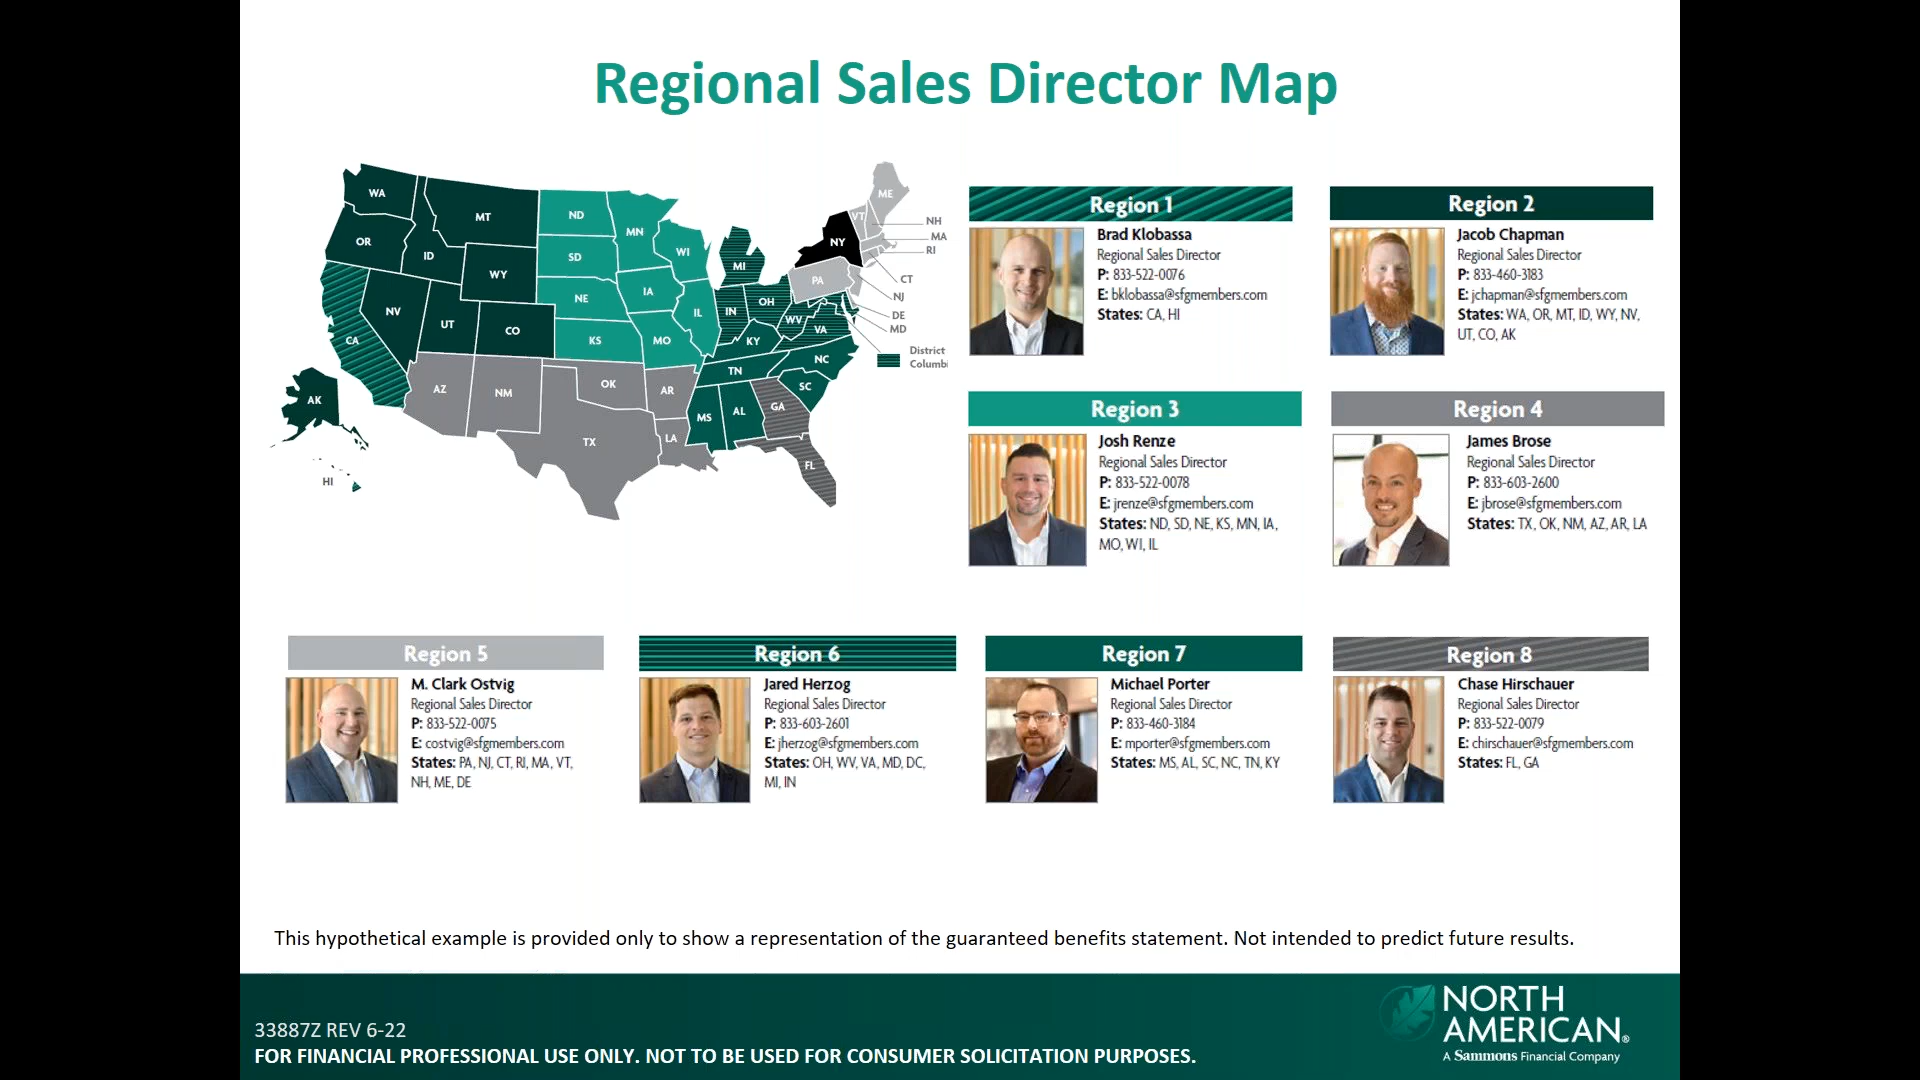 Regional Sales Director Map
WA
OR
MT
ID
WY
NV
UT
CO
CA
AK
HI
ND
SD
NE
KS
MN
IA
MO
WI
IL
AZ
NM
OK
TX
AR
LA
MI
IN
OH
WV
VA
KY
TN
NC
SC
MS
AL
GA
FL
NY
PA
VT
ME
NH
MA
RI
CT
NJ
DE
MD
District
Columbi
Region 1
Brad Klobassa
Regional Sales Director
P: 833-522-0076
E: bklobassa@sfgmembers.com
States: CA, HI
Region 2
Jacob Chapman
Regional Sales Director
P: 833-460-3183
E: jchapman@sfgmembers.com
States: WA, OR, MT, ID, WY, NV,
UT, CO, AK
Region 3
Josh Renze
Regional Sales Director
P: 833-522-0078
E: jrenze@sfgmembers.com
States: ND, SD, NE, KS, MN, IA,
MO, WI, IL
Region 4
James Brose
Regional Sales Director
P: 833-603-2600
E: jbrose@sfgmembers.com
States: TX, OK, NM, AZ, AR, LA
Region 5
M. Clark Ostvig
Regional Sales Director
P: 833-522-0075
E: costvig@sfgmembers.com
States: PA, NJ, CT, RI, MA, VT,
NH, ME, DE
Region 6
Jared Herzog
Regional Sales Director
P: 833-603-2601
E: jherzog@sfgmembers.com
States: OH, WV, VA, MD, DC,
MI, IN
Region 7
Michael Porter
Regional Sales Director
P: 833-460-3184
E: mporter@sfgmembers.com
States: MS, AL, SC, NC, TN, KY
Region 8
Chase Hirschauer
Regional Sales Director
P: 833-522-0079
E: chirschauer@sfgmembers.com
States: FL, GA
This hypothetical example is provided only to show a representation of the guaranteed benefits statement. Not intended to predict future results.
33887Z REV 6-22
FOR FINANCIAL PROFESSIONAL USE ONLY. NOT TO BE USED FOR CONSUMER SOLICITATION PURPOSES.
NORTH
AMERICAN®
A Sammons Financial Company